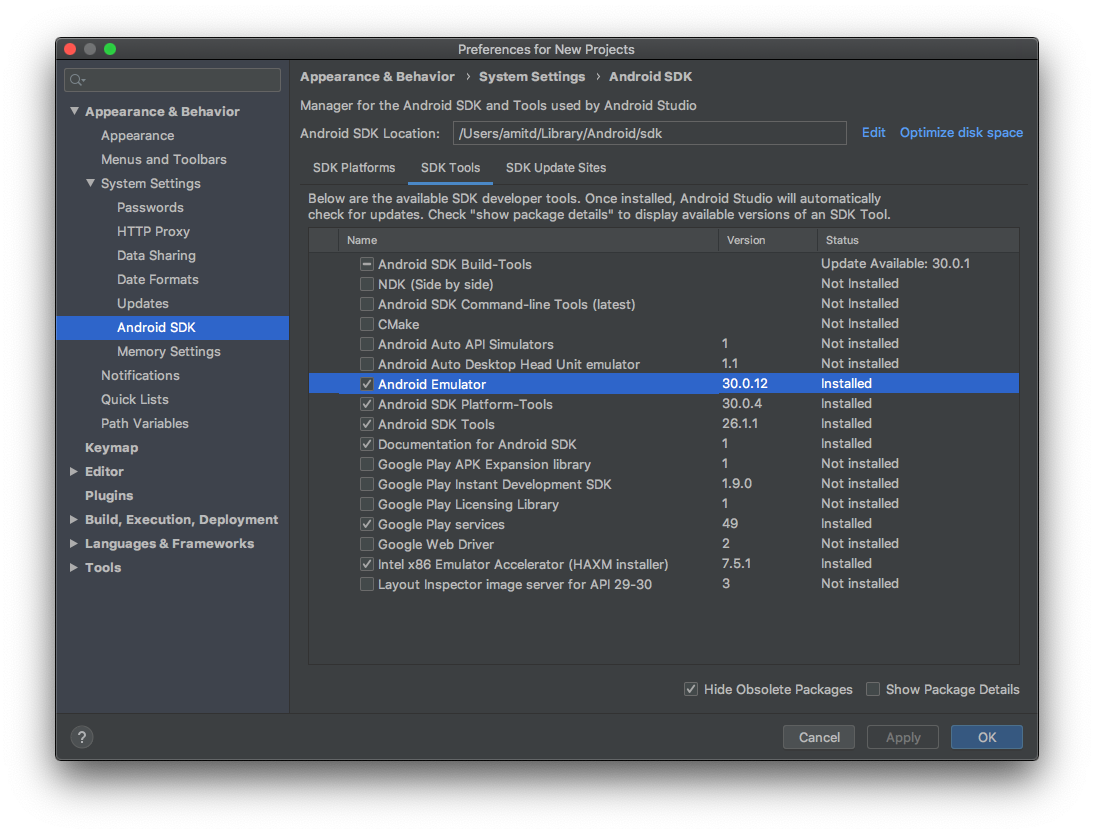 Preferences for New Projects
Appearance & Behavior
Appearance
Menus and Toolbars
System Settings
Passwords
HTTP Proxy
Data Sharing
Date Formats
Updates
Android SDK
Memory Settings
Notifications
Quick Lists
Path Variables
Keymap
Editor
Plugins
Build, Execution, Deployment
Languages & Frameworks
Tools
Appearance & Behavior › System Settings › Android SDK
Manager for the Android SDK and Tools used by Android Studio
Android SDK Location: /Users/amitd/Library/Android/sdk Edit Optimize disk space
SDK Platforms SDK Tools SDK Update Sites
Below are the available SDK developer tools. Once installed, Android Studio will automatically
check for updates. Check "show package details" to display available versions of an SDK Tool.
Name Version Status
Android SDK Build-Tools Update Available: 30.0.1
NDK (Side by side) Not Installed
Android SDK Command-line Tools (latest) Not Installed
CMake Not Installed
Android Auto API Simulators 1 Not installed
Android Auto Desktop Head Unit emulator 1.1 Not installed
Android Emulator 30.0.12 Installed
Android SDK Platform-Tools 30.0.4 Installed
Android SDK Tools 26.1.1 Installed
Documentation for Android SDK 1 Installed
Google Play APK Expansion library 1 Not installed
Google Play Instant Development SDK 1.9.0 Not installed
Google Play Licensing Library 1 Not installed
Google Play services 49 Installed
Google Web Driver 2 Not installed
Intel x86 Emulator Accelerator (HAXM installer) 7.5.1 Installed
Layout Inspector image server for API 29-30 3 Not installed
Hide Obsolete Packages Show Package Details
? Cancel Apply OK